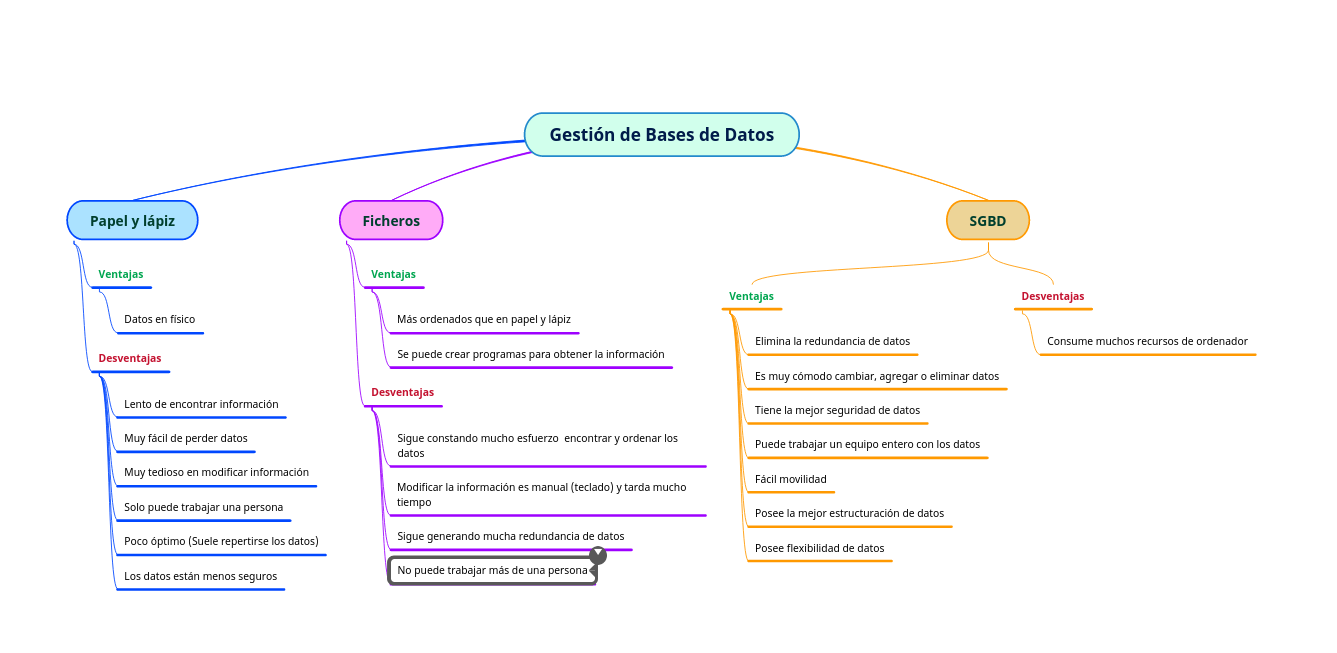 Gestión de Bases de Datos
Papel y lápiz
Ventajas
Datos en físico
Desventajas
Lento de encontrar información
Muy fácil de perder datos
Muy tedioso en modificar información
Solo puede trabajar una persona
Poco óptimo (Suele repertirse los datos)
Los datos están menos seguros
Ficheros
Ventajas
Más ordenados que en papel y lápiz
Se puede crear programas para obtener la información
Desventajas
Sigue constando mucho esfuerzo  encontrar y ordenar los
datos
Modificar la información es manual (teclado) y tarda mucho
tiempo
Sigue generando mucha redundancia de datos
No puede trabajar más de una persona
SGBD
Ventajas
Elimina la redundancia de datos
Es muy cómodo cambiar, agregar o eliminar datos
Tiene la mejor seguridad de datos
Puede trabajar un equipo entero con los datos
Fácil movilidad
Posee la mejor estructuración de datos
Posee flexibilidad de datos
Desventajas
Consume muchos recursos de ordenador